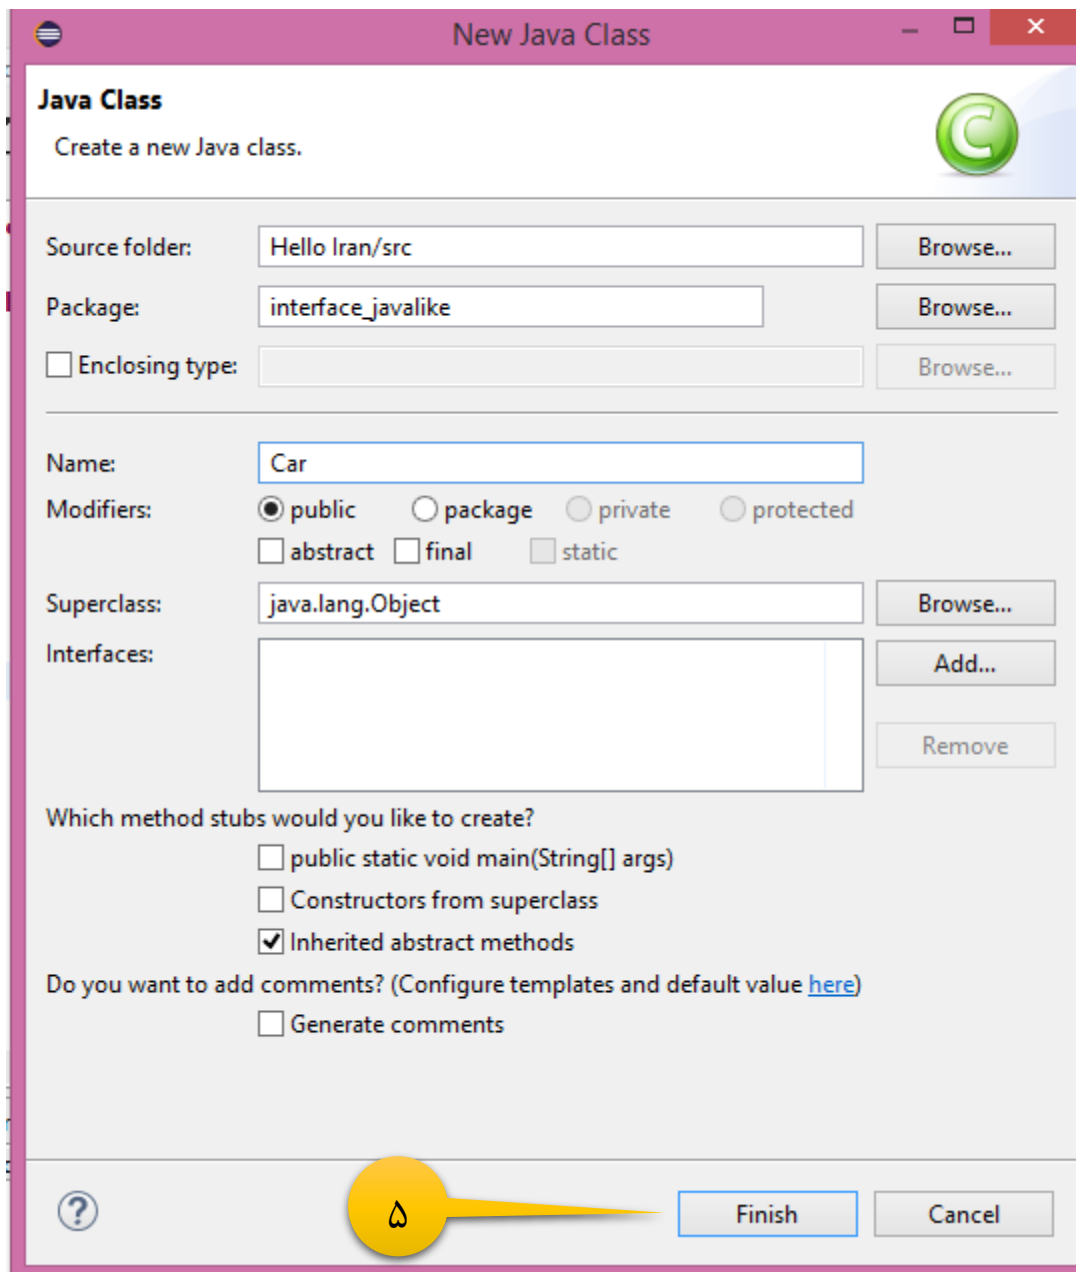 New Java Class
Java Class
Create a new Java class.
Source folder: Hello Iran/src Browse...
Package: interface_javalike Browse...
Enclosing type: Browse...
Name: Car
Modifiers: public package private protected
abstract final static
Superclass: java.lang.Object Browse...
Interfaces: Add...
Remove
Which method stubs would you like to create?
public static void main(String[] args)
Constructors from superclass
Inherited abstract methods
Do you want to add comments? (Configure templates and default value here)
Generate comments
۵ Finish Cancel